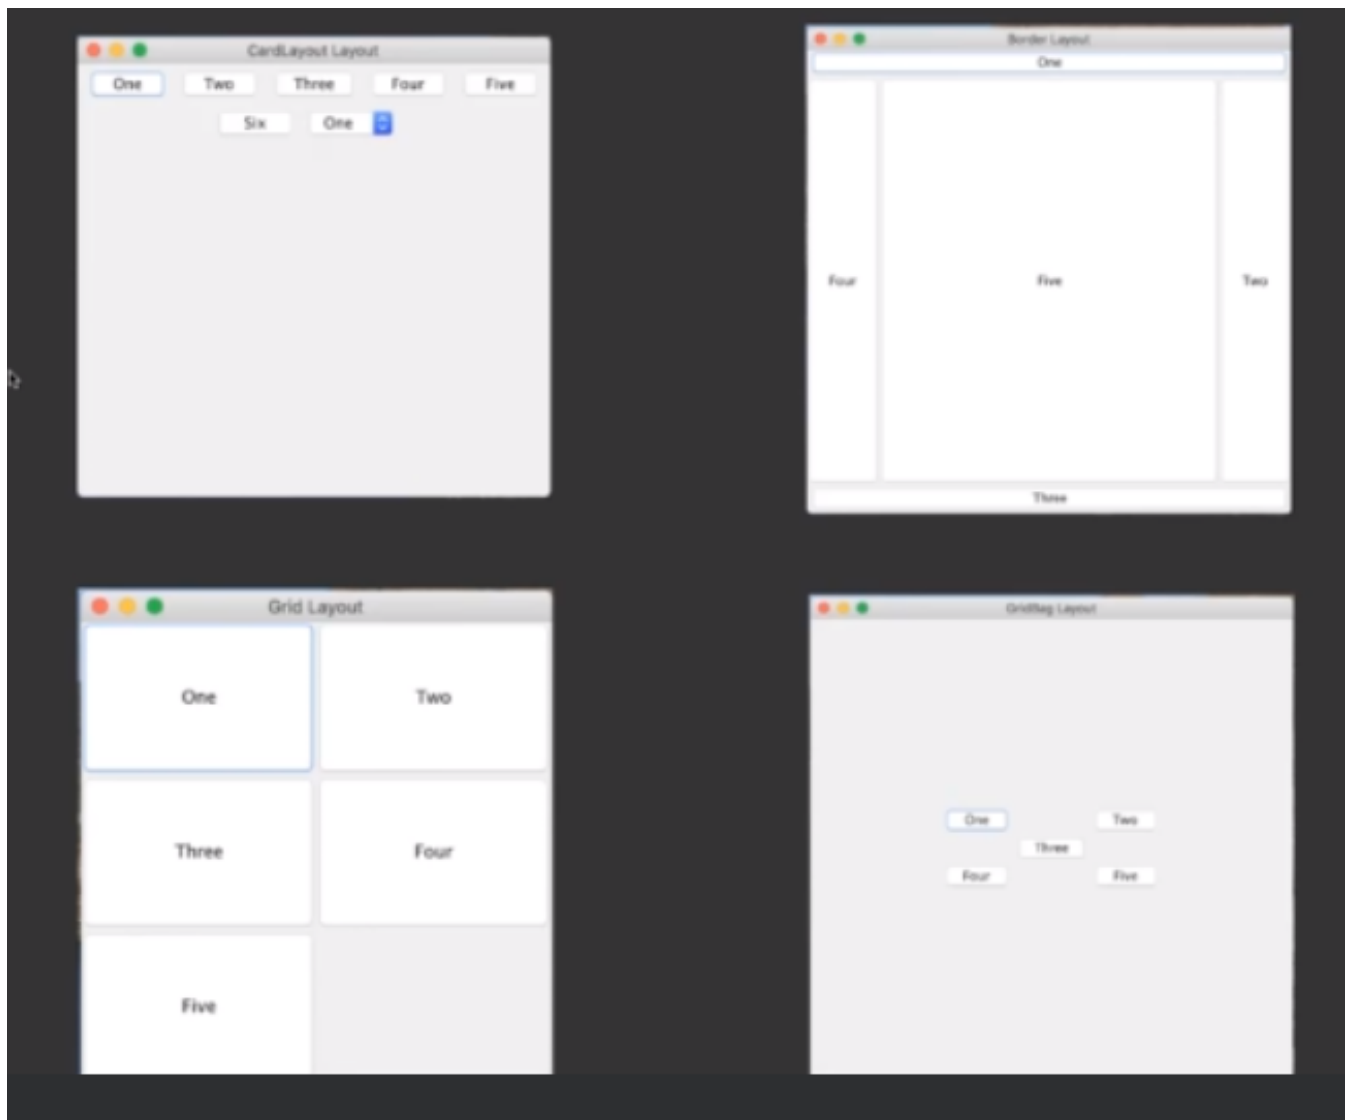 CardLayout Layout
One Two Three Four Five
Six One
Border Layout
One
Four Five Two
Three
Grid Layout
One Two
Three Four
Five
GridBag Layout
One Two
Three
Four Five